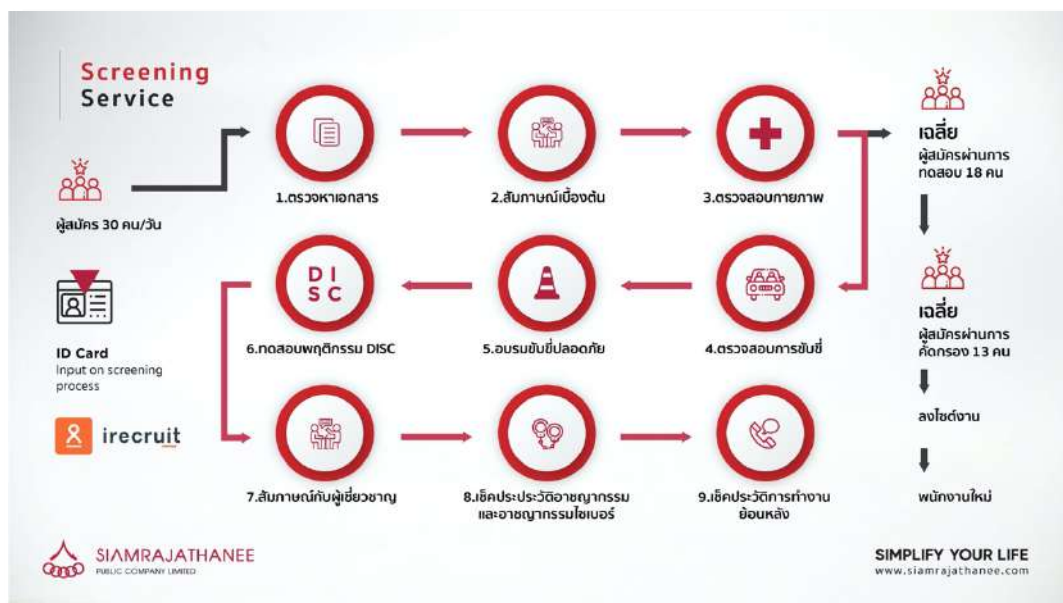 Screening
Service
ผู้สมัคร 30 คน/วัน
ID Card
Input on screening
process
irecruit
1.ตรวจหาเอกสาร
2.สัมภาษณ์เบื้องต้น
3.ตรวจสอบกายภาพ
4.ตรวจสอบการขับขี่
5.อบรมขับขี่ปลอดภัย
D I
S C
6.ทดสอบพฤติกรรม DISC
7.สัมภาษณ์กับผู้เชี่ยวชาญ
8.เช็คประประวัติอาชญากรรม
และอาชญากรรมไซเบอร์
9.เช็คประวัติการทำงาน
ย้อนหลัง
เฉลี่ย
ผู้สมัครผ่านการ
ทดสอบ 18 คน
เฉลี่ย
ผู้สมัครผ่านการ
คัดกรอง 13 คน
ลงไซต์งาน
พนักงานใหม่
SIAMRAJATHANEE
PUBLIC COMPANY LIMITED
SIMPLIFY YOUR LIFE
www.siamrajathanee.com